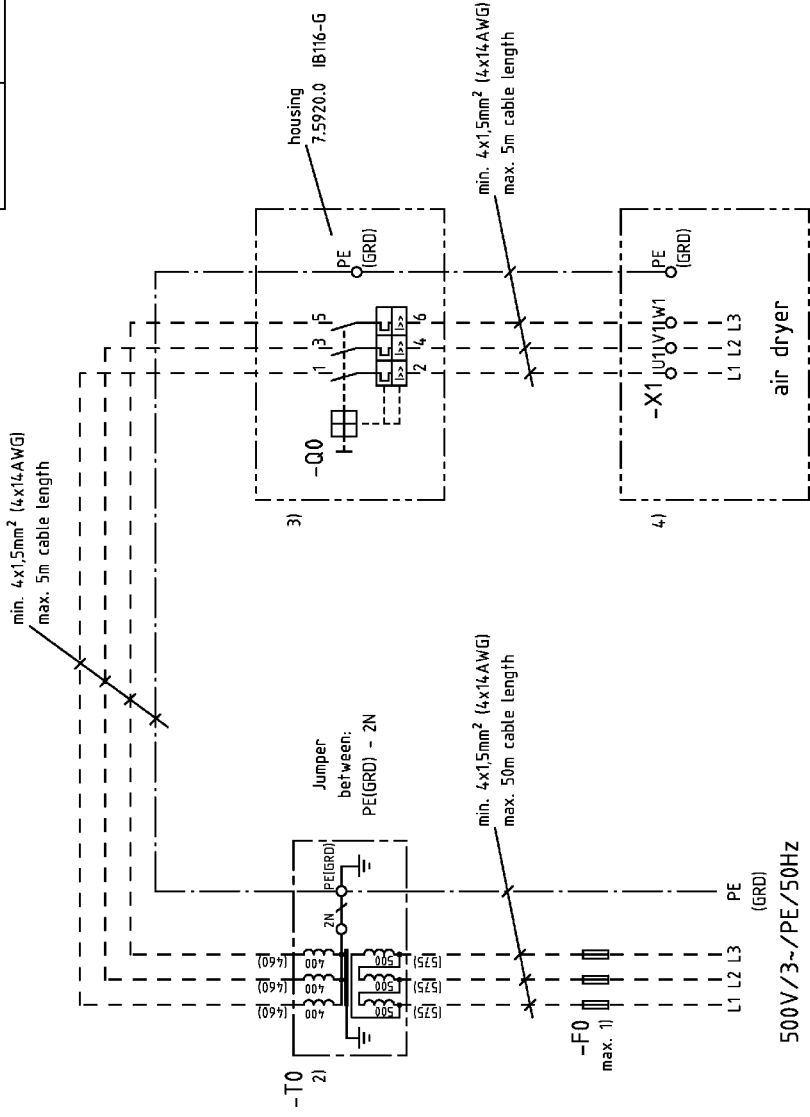 min. 4x1,5mm² (4x14AWG)
max. 5m cable length
housing
7.5920.0 IB116-G
min. 4x1,5mm² (4x14AWG)
max. 5m cable length
PE
(GRD)
1 3 5
I>> I>> I>>
2 4 6
-Q0
3)
-X1
U1 V1 W1
PE
(GRD)
L1 L2 L3
air dryer
4)
Jumper
between:
PE(GRD) - 2N
min. 4x1,5mm² (4x14AWG)
max. 50m cable length
(460) (460) (460)
400 400 400
2N
PE(GRD)
500 500 500
(575) (575) (575)
-T0
2)
-F0
max. 1)
L1 L2 L3
PE
(GRD)
500V/3~/PE/50Hz